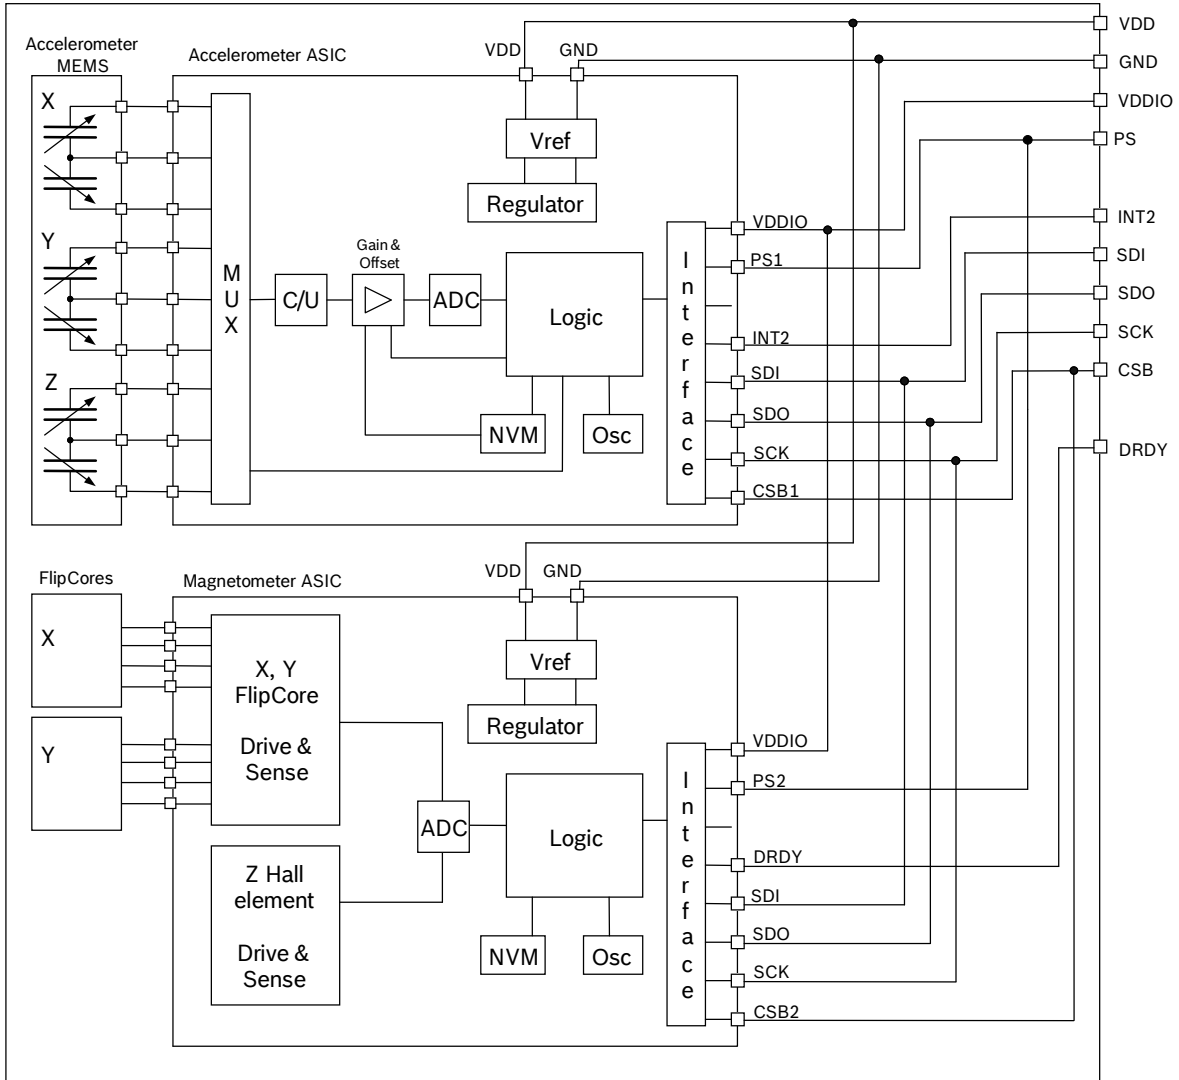 VDD
Accelerometer
MEMS
Accelerometer ASIC
VDD
GND
GND
VDDIO
PS
X
Vref
Regulator
VDDIO
INT2
Y
Gain &
Offset
M
U
X
C/U
ADC
Logic
I
n
t
e
r
f
a
c
e
PS1
INT2
SDI
SDO
SCK
CSB1
SDI
SDO
SCK
CSB
DRDY
Z
NVM
Osc
FlipCores
Magnetometer ASIC
VDD
GND
X
X, Y
FlipCore
Drive &
Sense
Vref
Regulator
Y
VDDIO
PS2
DRDY
SDI
SDO
SCK
CSB2
I
n
t
e
r
f
a
c
e
ADC
Logic
Z Hall
element
Drive &
Sense
NVM
Osc